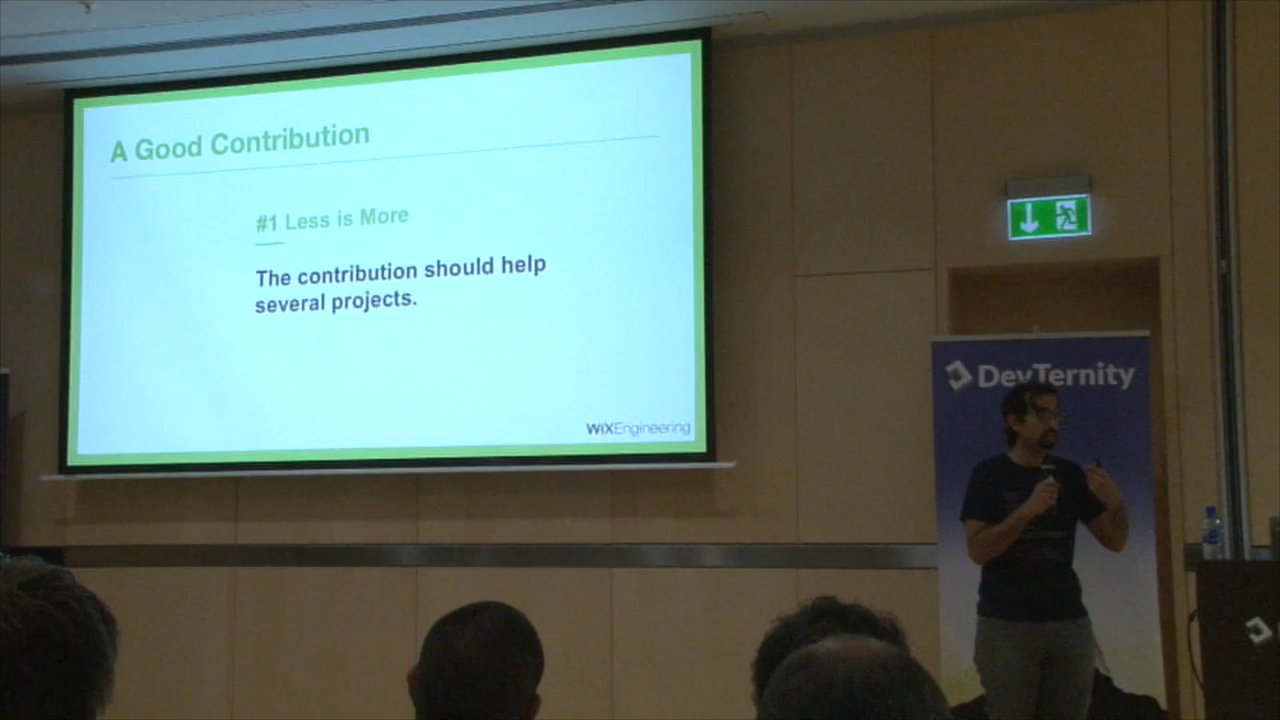 A Good Contribution
#1 Less is More
The contribution should help
several projects.
WiXEngineering
DevTernity